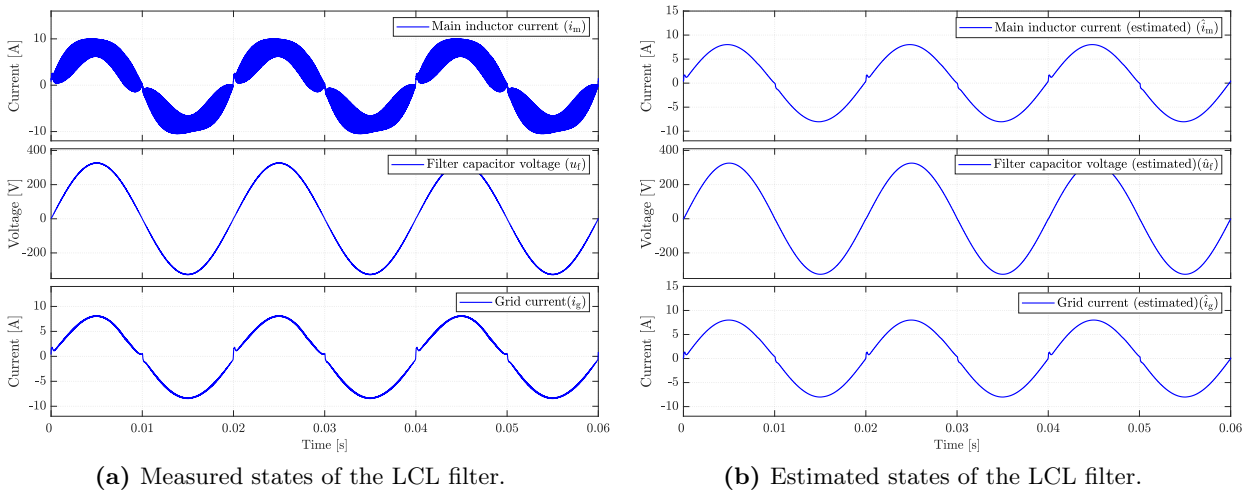 Main inductor current (iₘ)
Current [A]
10
0
-10
Filter capacitor voltage (u_f)
Voltage [V]
400
200
0
-200
Grid current(i_g)
Current [A]
10
5
0
-5
-10
0
0.01
0.02
0.03
0.04
0.05
0.06
Time [s]
(a) Measured states of the LCL filter.
Main inductor current (estimated) (îₘ)
Current [A]
15
10
5
0
-5
-10
Filter capacitor voltage (estimated)(û_f)
Voltage [V]
400
200
0
-200
Grid current (estimated)(î_g)
Current [A]
15
10
5
0
-5
-10
0
0.01
0.02
0.03
0.04
0.05
0.06
Time [s]
(b) Estimated states of the LCL filter.